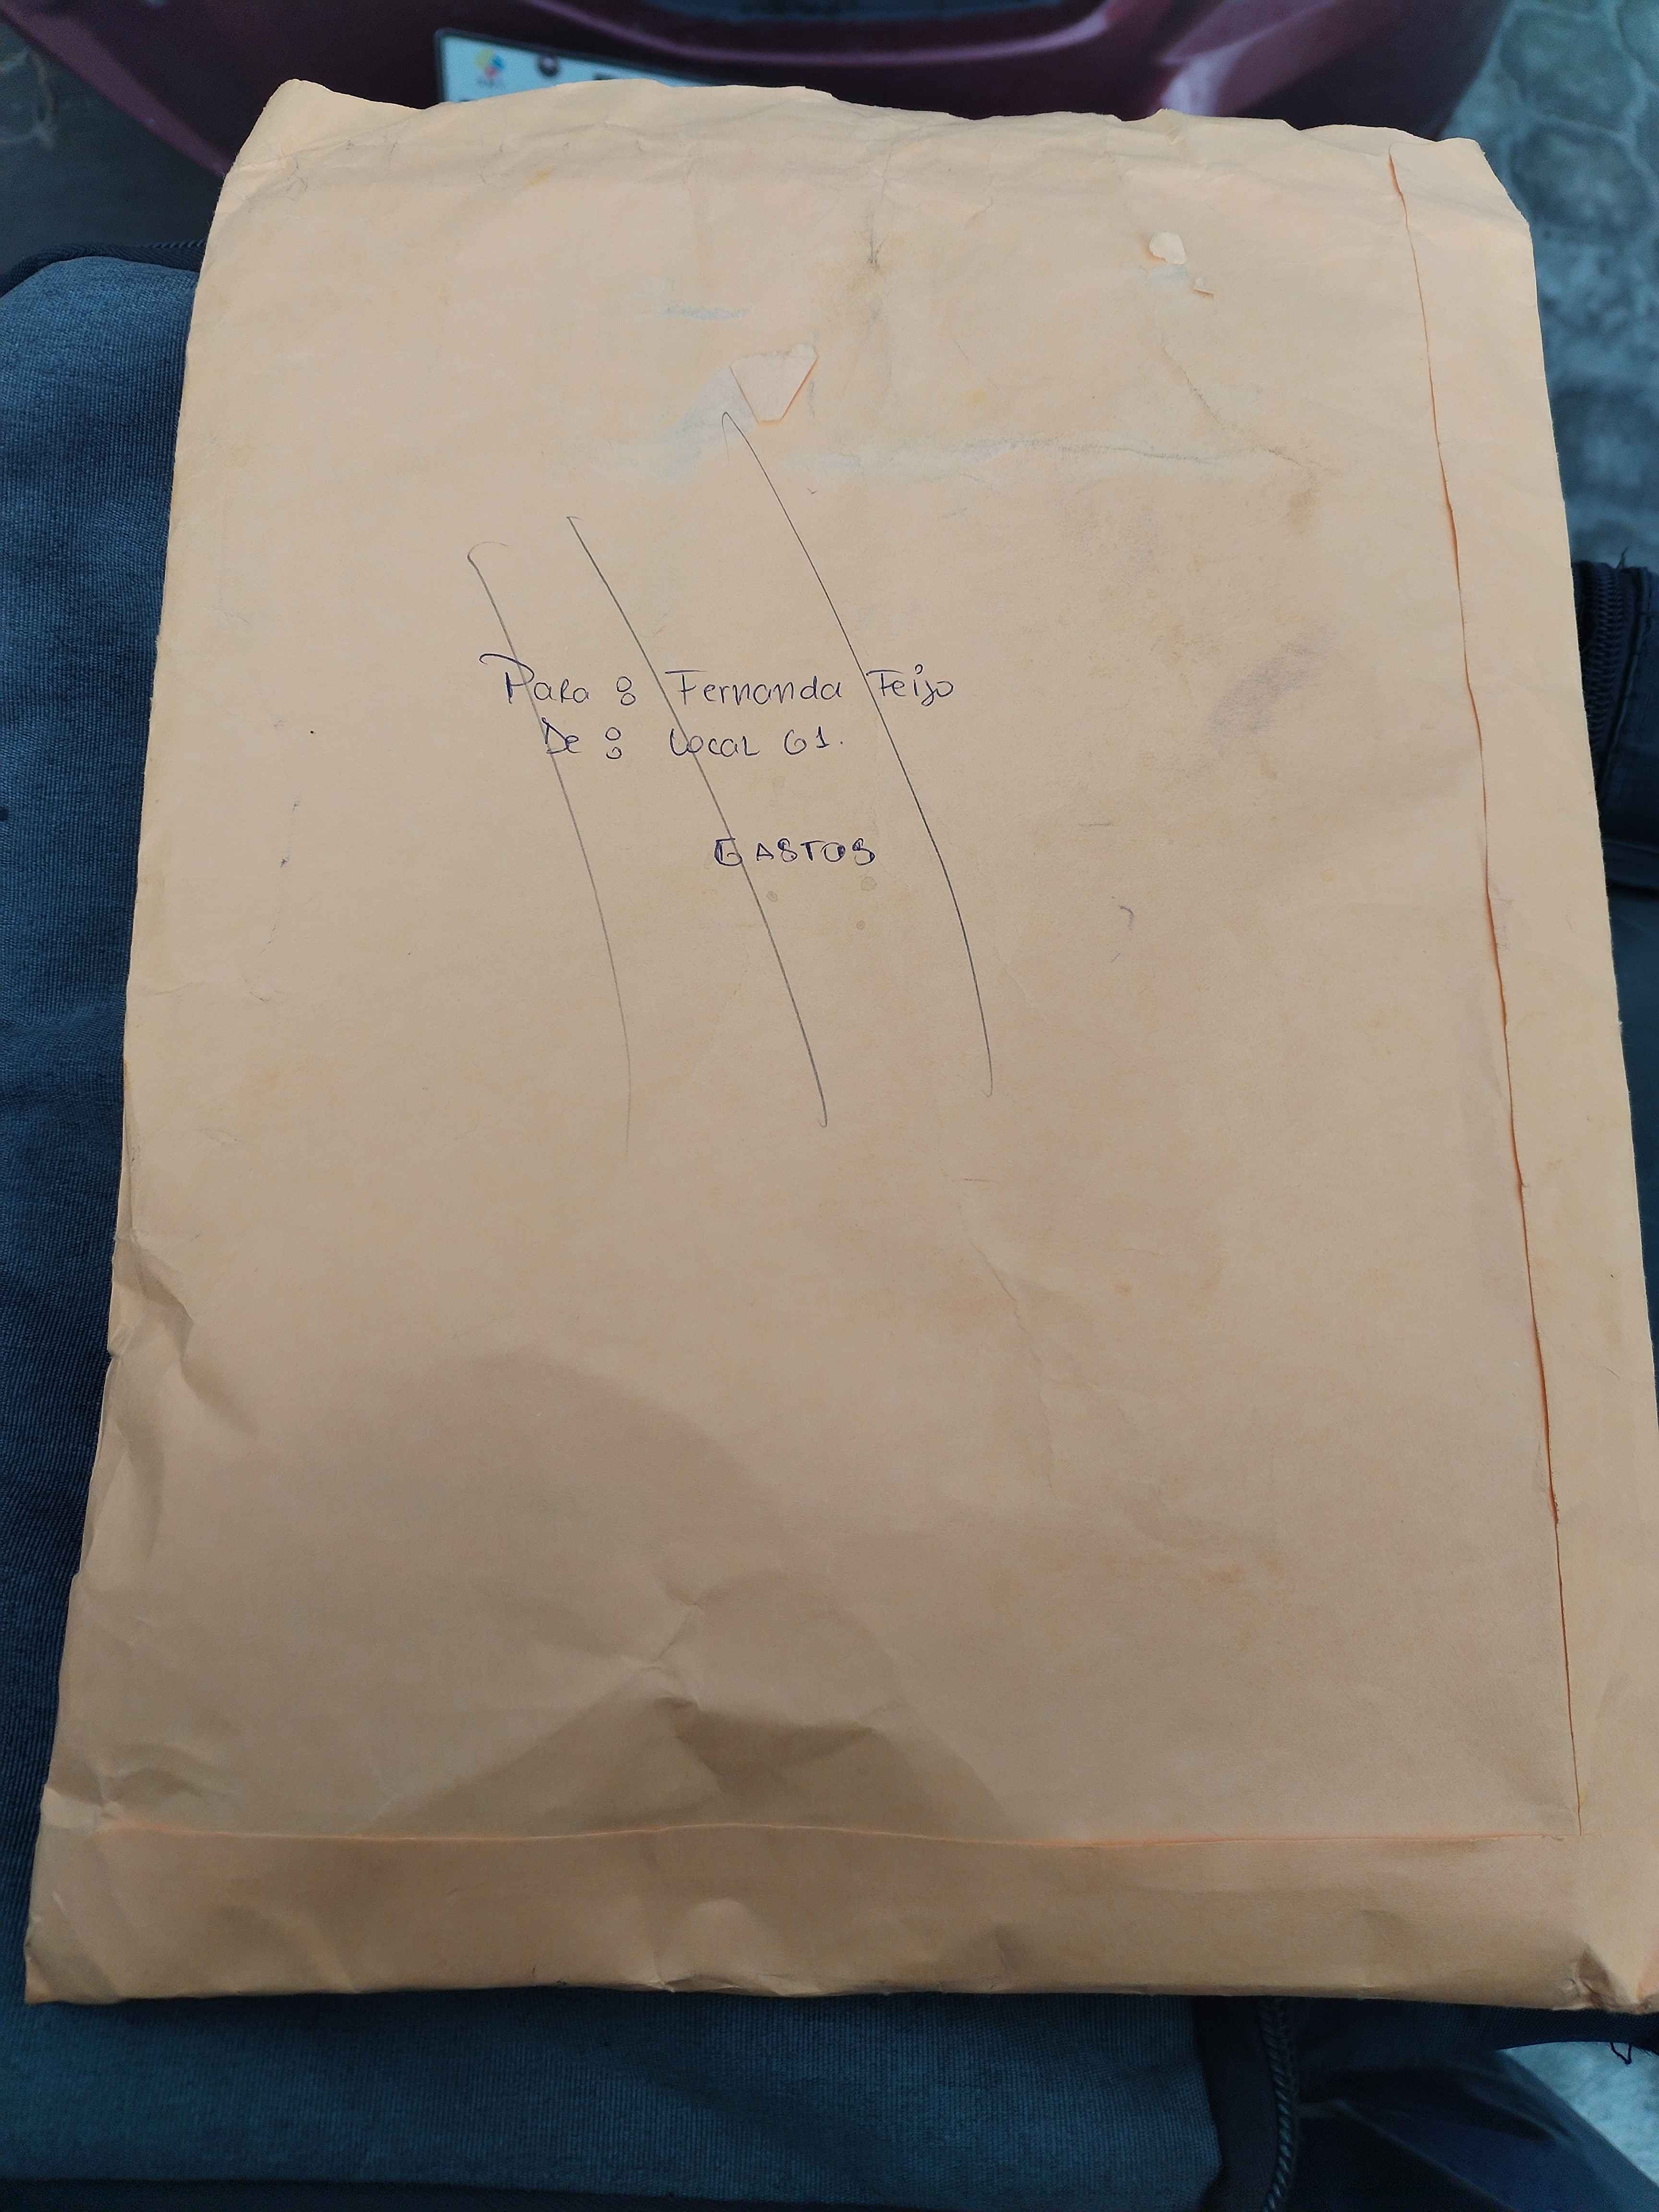 Para: Fernanda Feijo
De: Local 61.
GASTOS